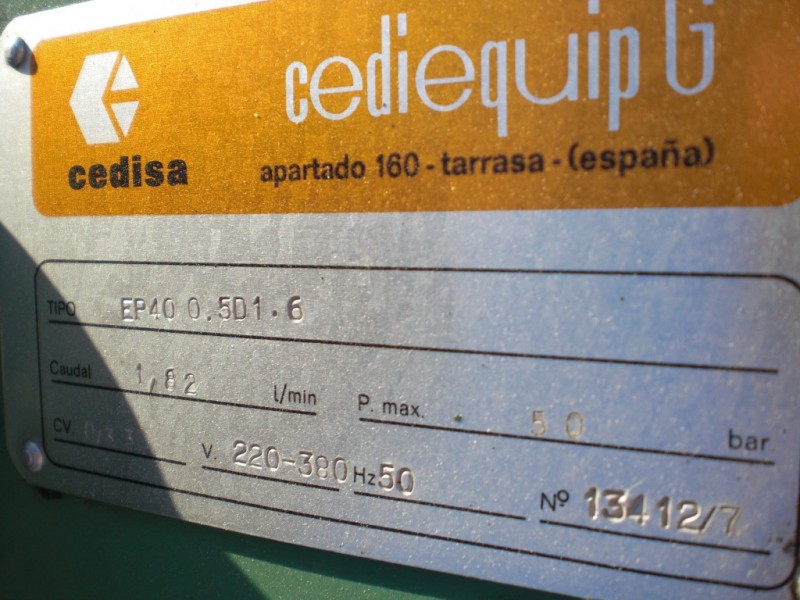 cedisa
cediequip G
apartado 160 - tarrasa - (españa)
TIPO EP40 0.5D1.6
Caudal 1,82 l/min P. max. 50 bar
CV. V. 220-380 Hz 50 Nº 13412/7